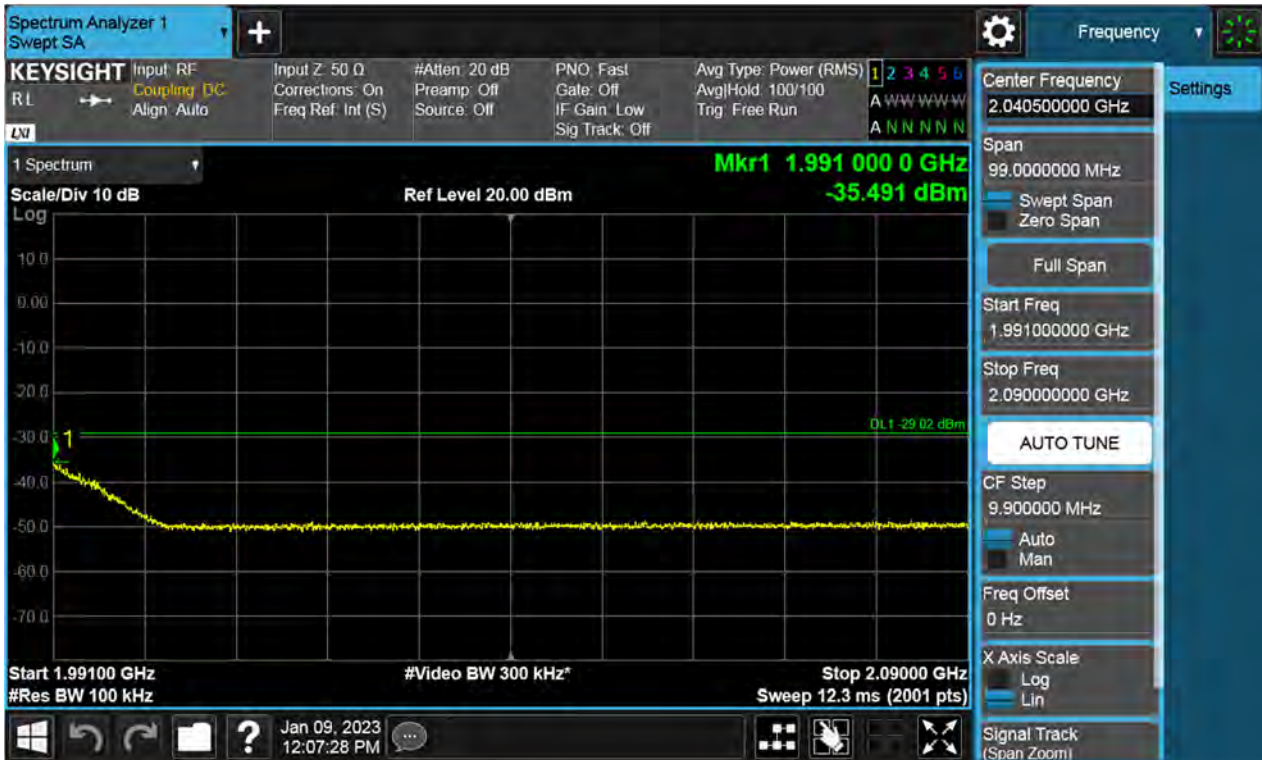 Spectrum Analyzer 1
Swept SA
Frequency
KEYSIGHT
RL
LXI
Input: RF
Coupling: DC
Align: Auto
Input Z: 50 Ω
Corrections: On
Freq Ref: Int (S)
#Atten: 20 dB
Preamp: Off
Source: Off
PNO: Fast
Gate: Off
IF Gain: Low
Sig Track: Off
Avg Type: Power (RMS)
Avg|Hold: 100/100
Trig: Free Run
1 2 3 4 5 6
A W W W W W
A N N N N N
1 Spectrum
Mkr1 1.991 000 0 GHz
-35.491 dBm
Scale/Div 10 dB
Ref Level 20.00 dBm
Log
10.0
0.00
-10.0
-20.0
-30.0
-40.0
-50.0
-60.0
-70.0
1
DL1 -29.02 dBm
Start 1.99100 GHz
#Video BW 300 kHz*
Stop 2.09000 GHz
#Res BW 100 kHz
Sweep 12.3 ms (2001 pts)
?
Jan 09, 2023
12:07:28 PM
Center Frequency
2.040500000 GHz
Settings
Span
99.0000000 MHz
Swept Span
Zero Span
Full Span
Start Freq
1.991000000 GHz
Stop Freq
2.090000000 GHz
AUTO TUNE
CF Step
9.900000 MHz
Auto
Man
Freq Offset
0 Hz
X Axis Scale
Log
Lin
Signal Track
(Span Zoom)